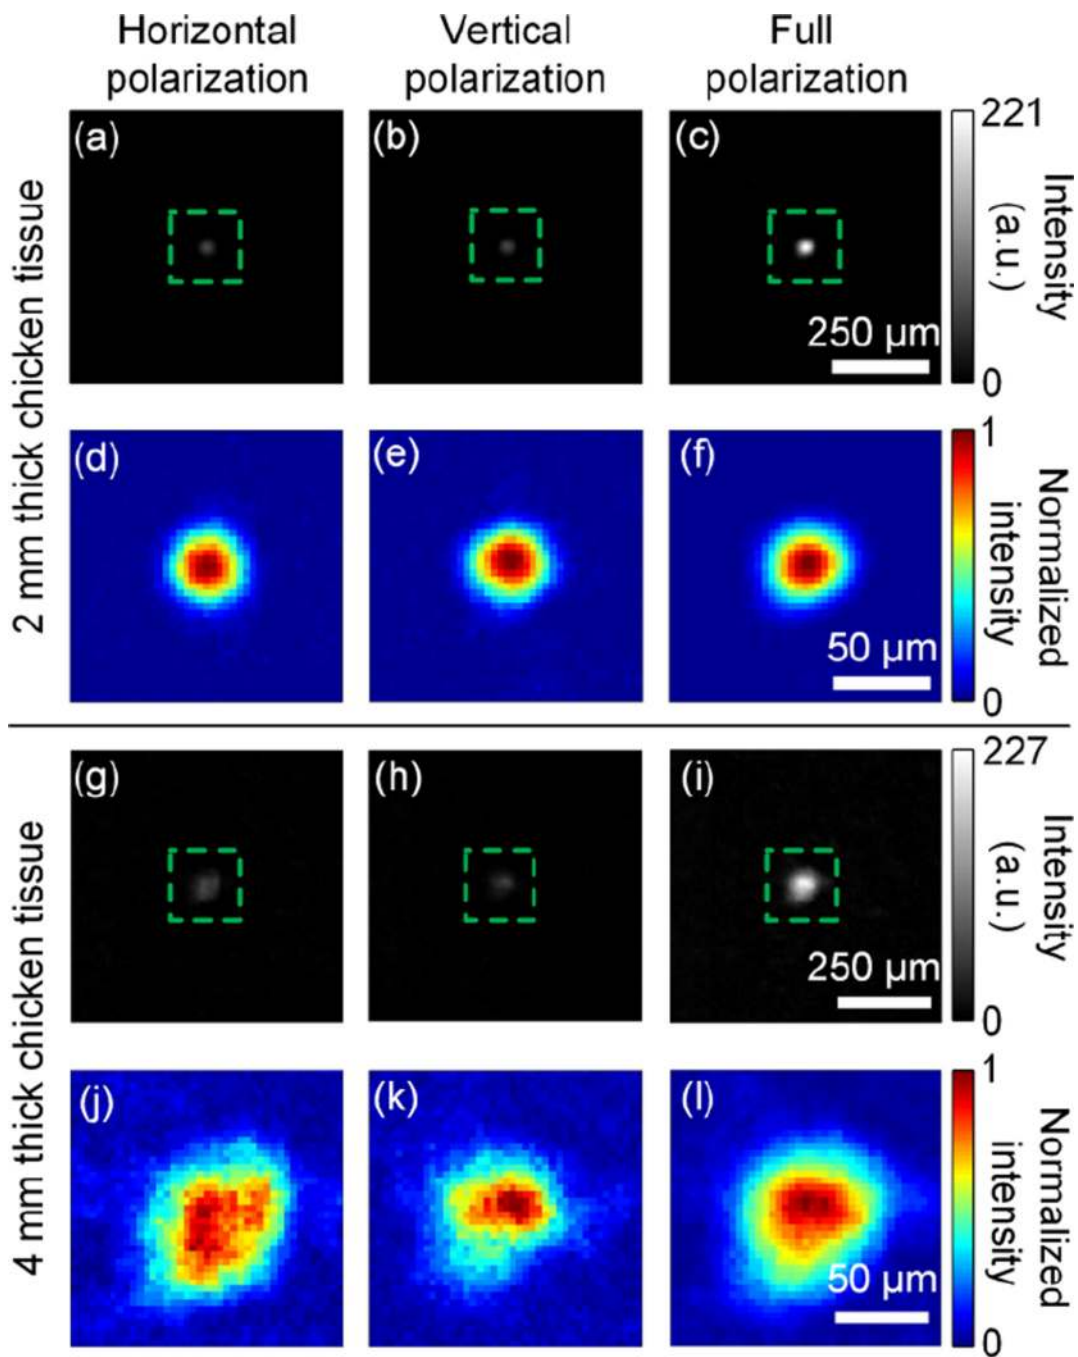 Horizontal
polarization
Vertical
polarization
Full
polarization
2 mm thick chicken tissue
(a)
(b)
(c)
250 µm
221
0
Intensity
(a.u.)
(d)
(e)
(f)
50 µm
1
0
Normalized
intensity
4 mm thick chicken tissue
(g)
(h)
(i)
250 µm
227
0
Intensity
(a.u.)
(j)
(k)
(l)
50 µm
1
0
Normalized
intensity